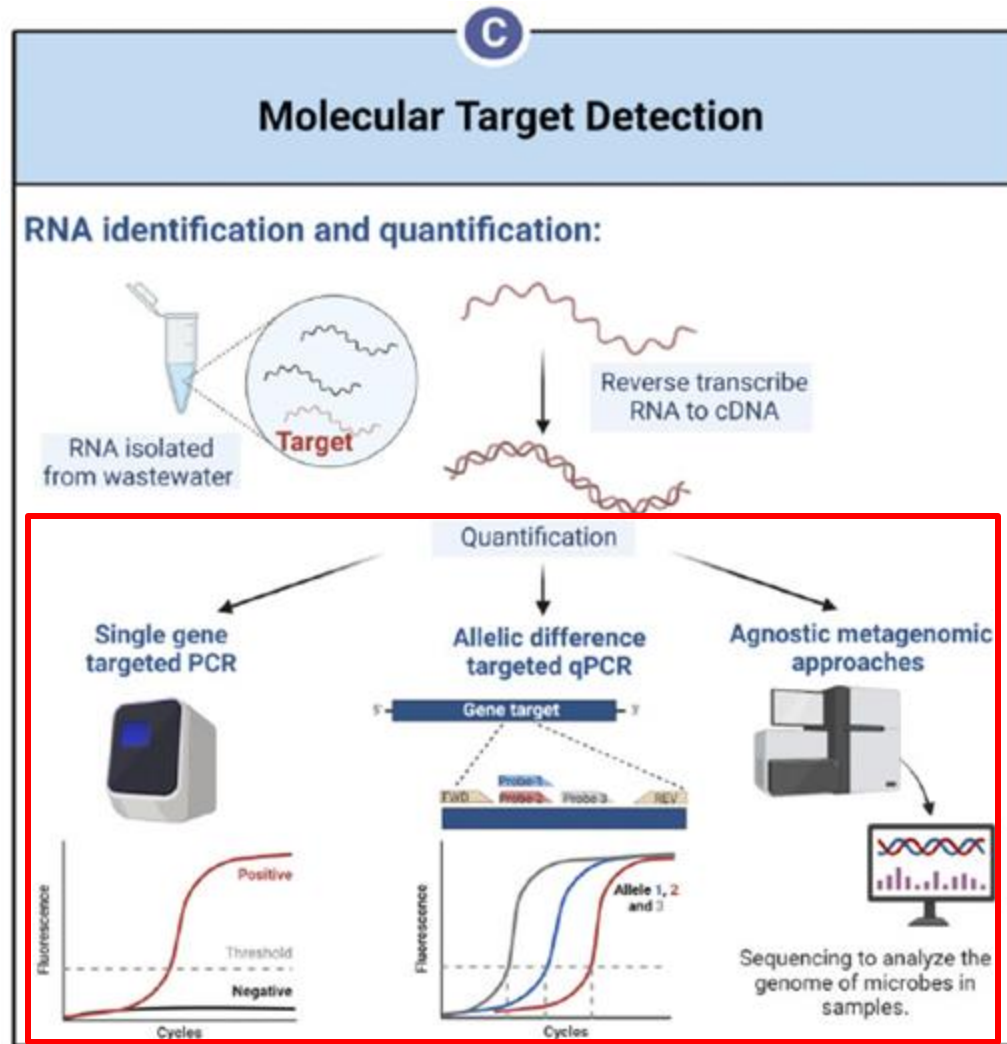 C
Molecular Target Detection
RNA identification and quantification:
Target
RNA isolated
from wastewater
Reverse transcribe
RNA to cDNA
Quantification
Single gene
targeted PCR
Fluorescence
Positive
Threshold
Negative
Cycles
Allelic difference
targeted qPCR
5` Gene target 3`
Probe 1
FWD Probe 2 Probe 3 REV
Fluorescence
Allele 1, 2
and 3
Cycles
Agnostic metagenomic
approaches
Sequencing to analyze the
genome of microbes in
samples.